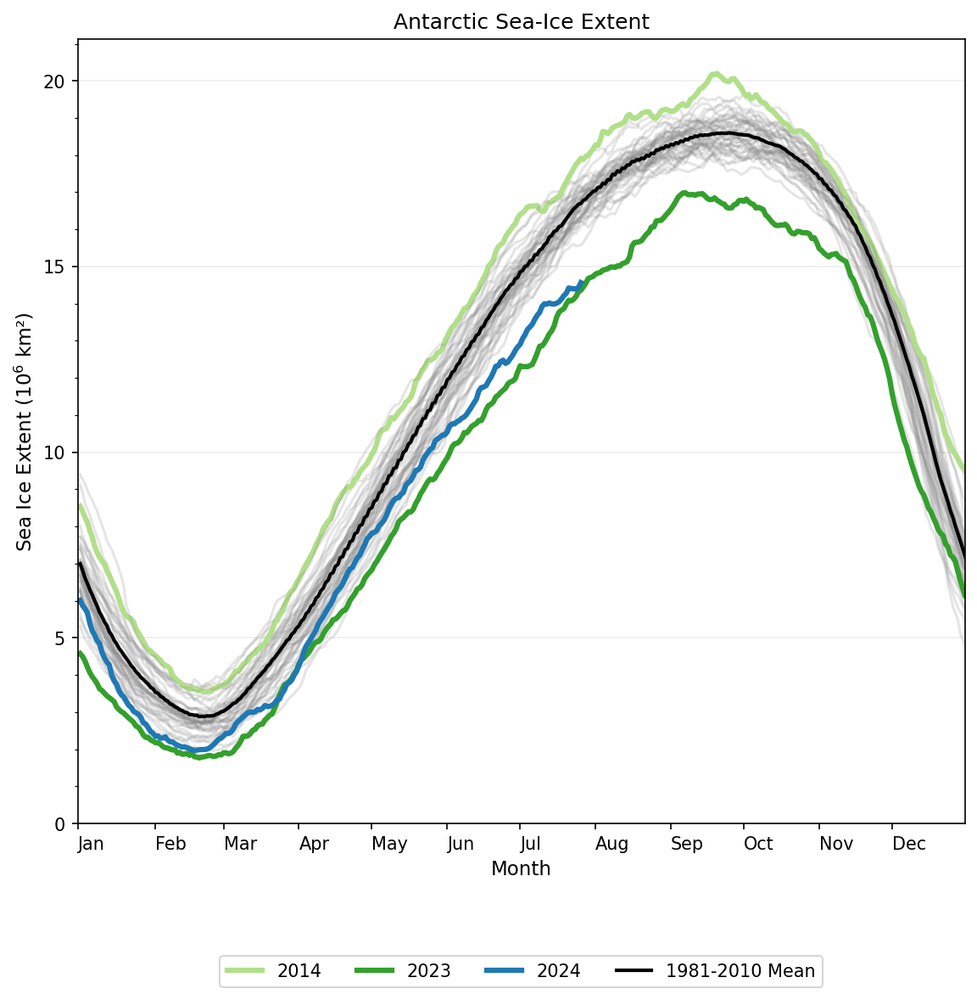 Antarctic Sea-Ice Extent
20
15
10
5
0
Sea Ice Extent (10⁶ km²)
Jan Feb Mar Apr May Jun Jul Aug Sep Oct Nov Dec
Month
2014 2023 2024 1981-2010 Mean